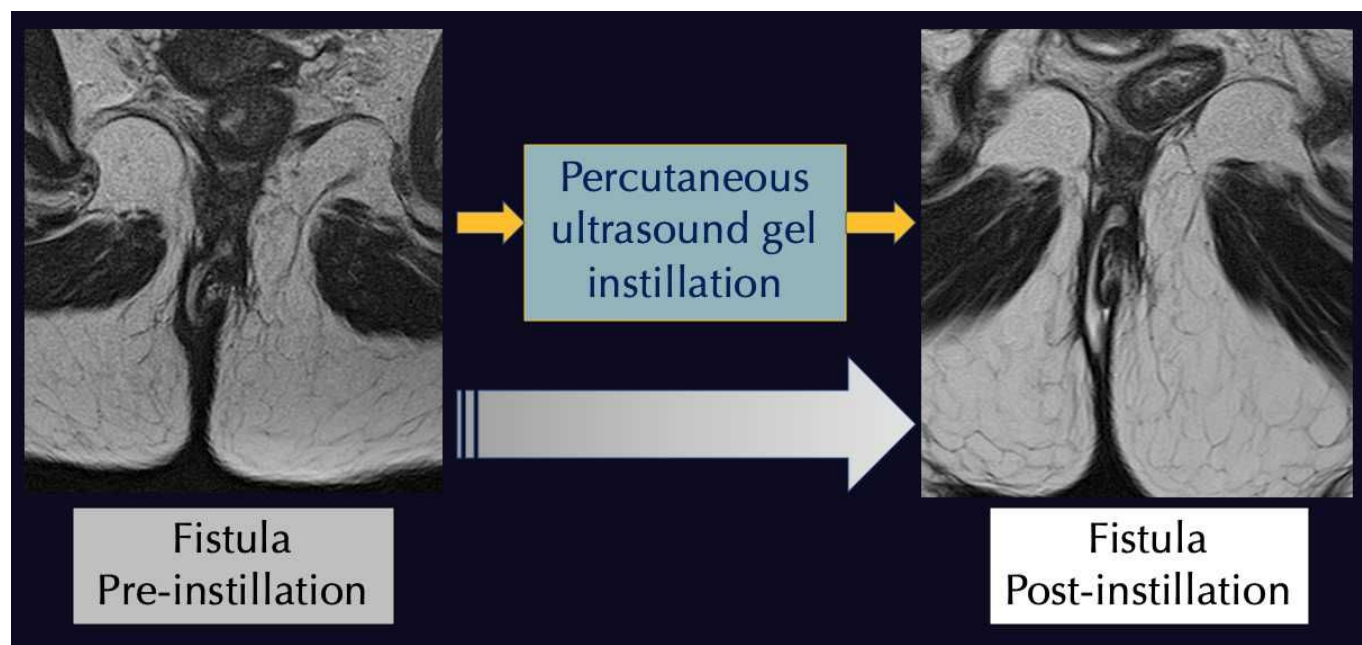 Percutaneous
ultrasound gel
instillation
Fistula
Pre-instillation
Fistula
Post-instillation